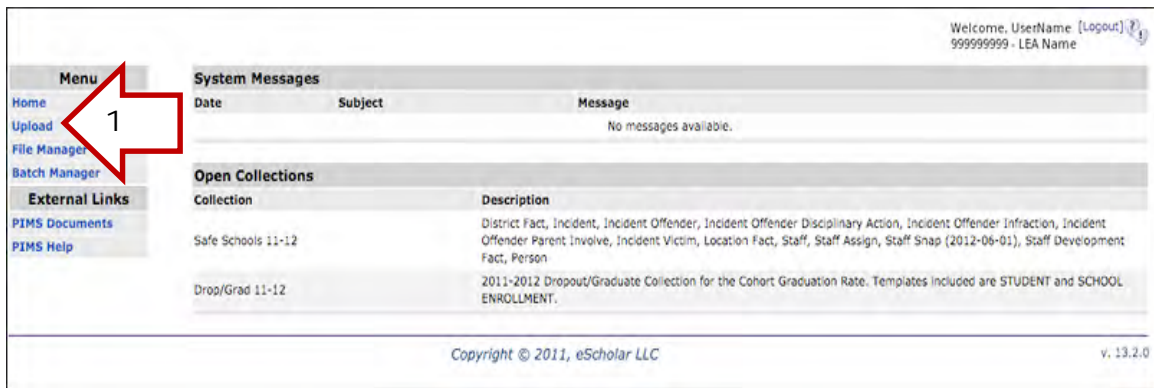 Welcome, UserName [Logout]
999999999 - LEA Name
Menu
Home
Upload
File Manager
Batch Manager
External Links
PIMS Documents
PIMS Help
1
System Messages
Date Subject Message
No messages available.
Open Collections
Collection Description
Safe Schools 11-12
District Fact, Incident, Incident Offender, Incident Offender Disciplinary Action, Incident Offender Infraction, Incident
Offender Parent Involve, Incident Victim, Location Fact, Staff, Staff Assign, Staff Snap (2012-06-01), Staff Development
Fact, Person
Drop/Grad 11-12
2011-2012 Dropout/Graduate Collection for the Cohort Graduation Rate. Templates included are STUDENT and SCHOOL
ENROLLMENT.
Copyright © 2011, eScholar LLC
v. 13.2.0